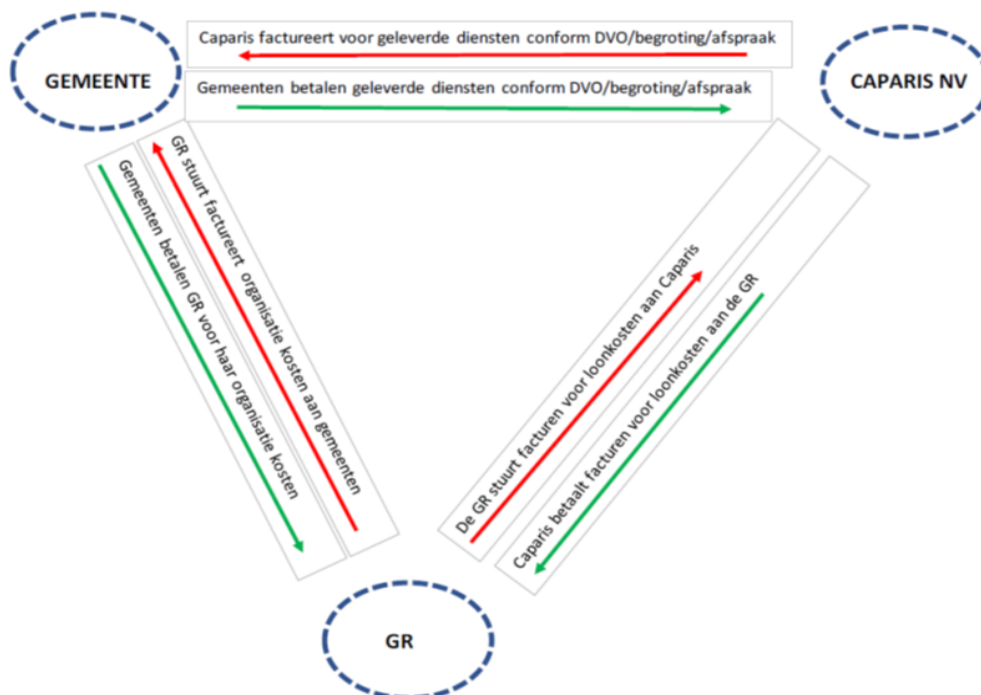 Caparis factureert voor geleverde diensten conform DVO/begroting/afspraak
GEMEENTE
CAPARIS NV
Gemeenten betalen geleverde diensten conform DVO/begroting/afspraak
GR stuurt factureert organisatie kosten aan gemeenten
Gemeenten betalen GR voor haar organisatie kosten
De GR stuurt facturen voor loonkosten aan Caparis
Caparis betaalt facturen voor loonkosten aan de GR
GR